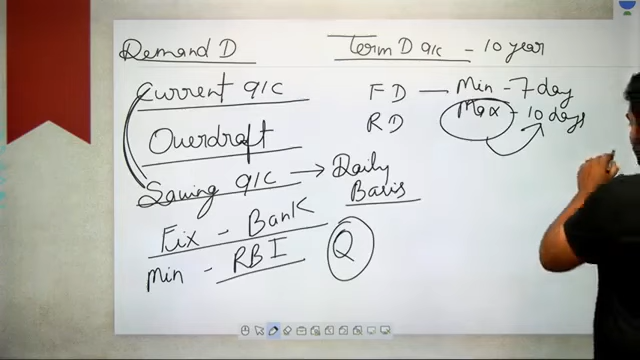 Demand D
Current a/c
Overdraft
Saving a/c → Daily Basis
Fix - Bank
Min - RBI
Q
Term D a/c - 10 year
FD — Min - 7 day
Max - 10 days
RD